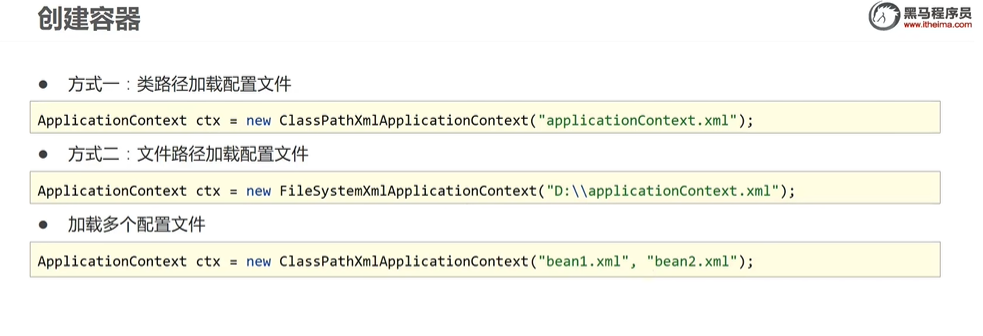 创建容器
黑马程序员
www.itheima.com
● 方式一：类路径加载配置文件
ApplicationContext ctx = new ClassPathXmlApplicationContext("applicationContext.xml");
● 方式二：文件路径加载配置文件
ApplicationContext ctx = new FileSystemXmlApplicationContext("D:\\applicationContext.xml");
● 加载多个配置文件
ApplicationContext ctx = new ClassPathXmlApplicationContext("bean1.xml", "bean2.xml");